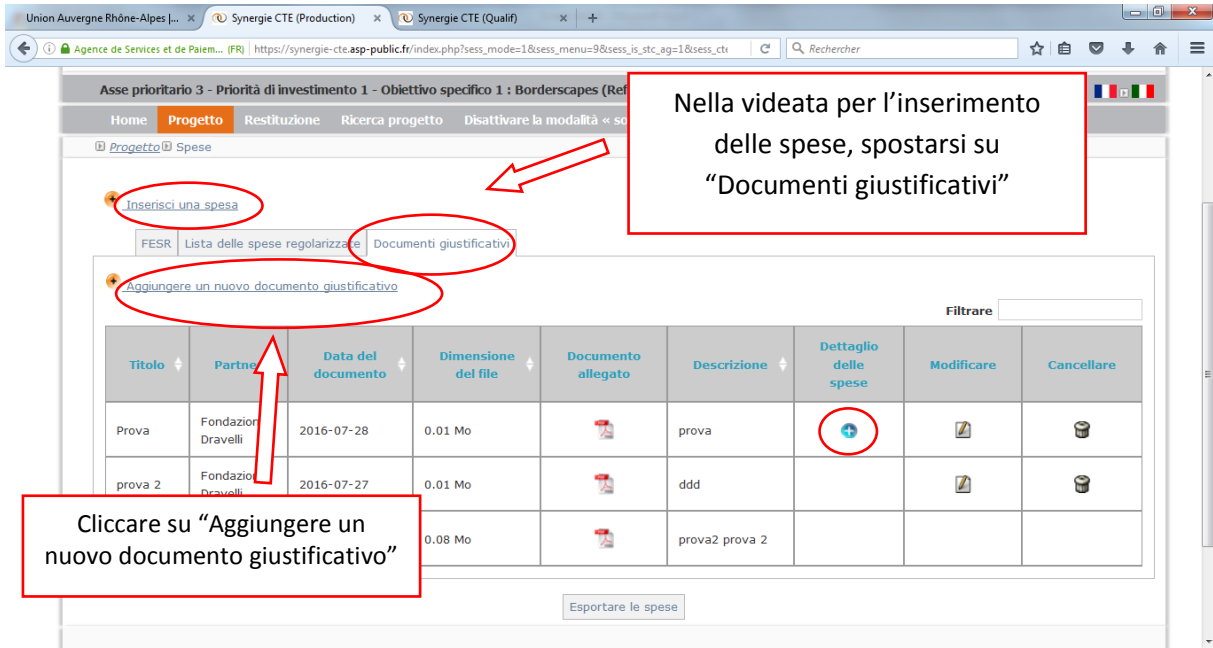 Union Auvergne Rhône-Alpes |...
Synergie CTE (Production)
Synergie CTE (Qualif)
Agence de Services et de Paiem... (FR)
https://synergie-cte.asp-public.fr/index.php?sess_mode=1&sess_menu=9&sess_is_stc_ag=1&sess_cte
Rechercher
Asse prioritario 3 - Priorità di investimento 1 - Obiettivo specifico 1 : Borderscapes (Ref
Home Progetto Restituzione Ricerca progetto Disattivare la modalità « so
Progetto Spese
Nella videata per l’inserimento
delle spese, spostarsi su
“Documenti giustificativi”
Inserisci una spesa
FESR Lista delle spese regolarizzate Documenti giustificativi
Aggiungere un nuovo documento giustificativo
Filtrare
Titolo Partne Data del documento Dimensione del file Documento allegato Descrizione Dettaglio delle spese Modificare Cancellare
Prova Fondazion Dravelli 2016-07-28 0.01 Mo prova
prova 2 Fondazion Dravelli 2016-07-27 0.01 Mo ddd
0.08 Mo prova2 prova 2
Cliccare su “Aggiungere un
nuovo documento giustificativo”
Esportare le spese